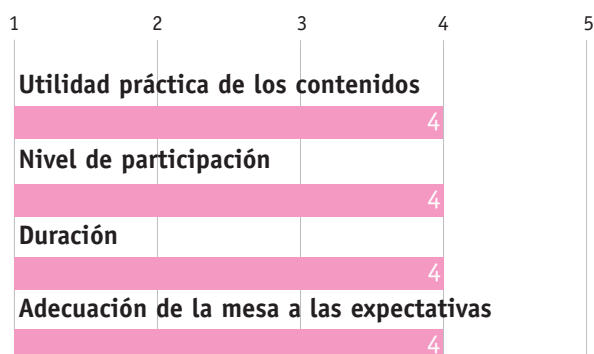 1 2 3 4 5
Utilidad práctica de los contenidos
4
Nivel de participación
4
Duración
4
Adecuación de la mesa a las expectativas
4